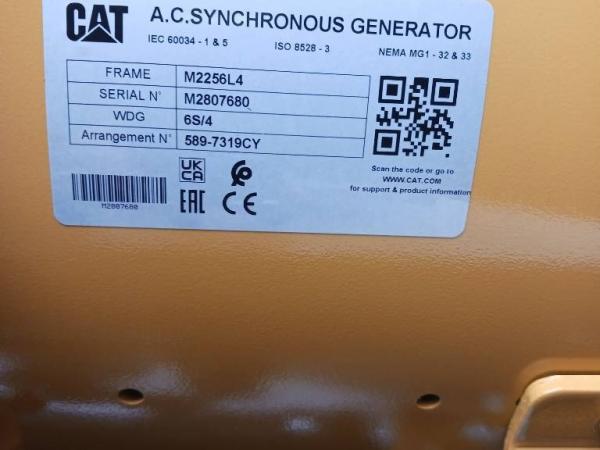 CAT A.C.SYNCHRONOUS GENERATOR
IEC 60034 - 1 & 5 ISO 8528 - 3 NEMA MG1 - 32 & 33
FRAME M2256L4
SERIAL N° M2807680
WDG 6S/4
Arrangement N° 589-7319CY
Scan the code or go to
WWW.CAT.COM
for support & product information
UK
CA
EAC CE
M2807680